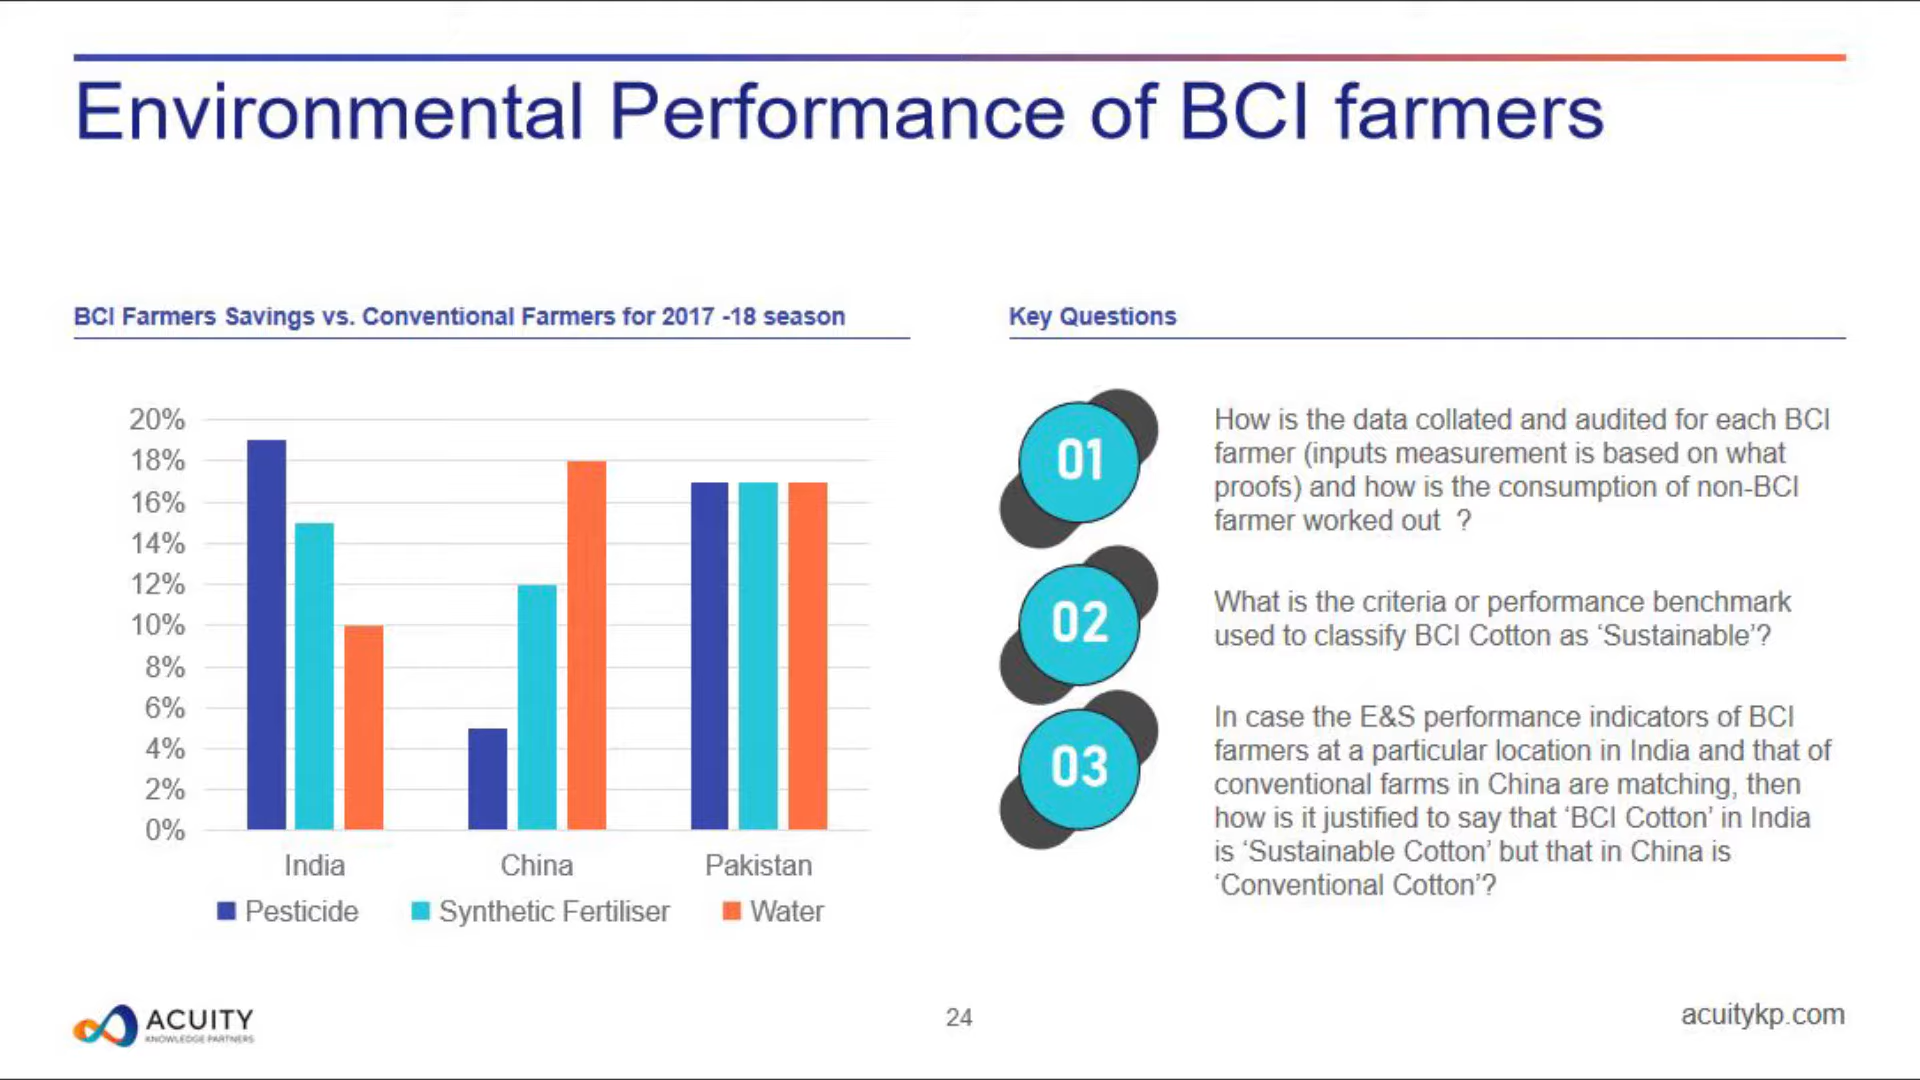 Environmental Performance of BCI farmers
BCI Farmers Savings vs. Conventional Farmers for 2017 -18 season
20%
18%
16%
14%
12%
10%
8%
6%
4%
2%
0%
India China Pakistan
Pesticide Synthetic Fertiliser Water
Key Questions
01
How is the data collated and audited for each BCI
farmer (inputs measurement is based on what
proofs) and how is the consumption of non-BCI
farmer worked out ?
02
What is the criteria or performance benchmark
used to classify BCI Cotton as ‘Sustainable’?
03
In case the E&S performance indicators of BCI
farmers at a particular location in India and that of
conventional farms in China are matching, then
how is it justified to say that ‘BCI Cotton’ in India
is ‘Sustainable Cotton’ but that in China is
‘Conventional Cotton’?
ACUITY
KNOWLEDGE PARTNERS
24
acuitykp.com